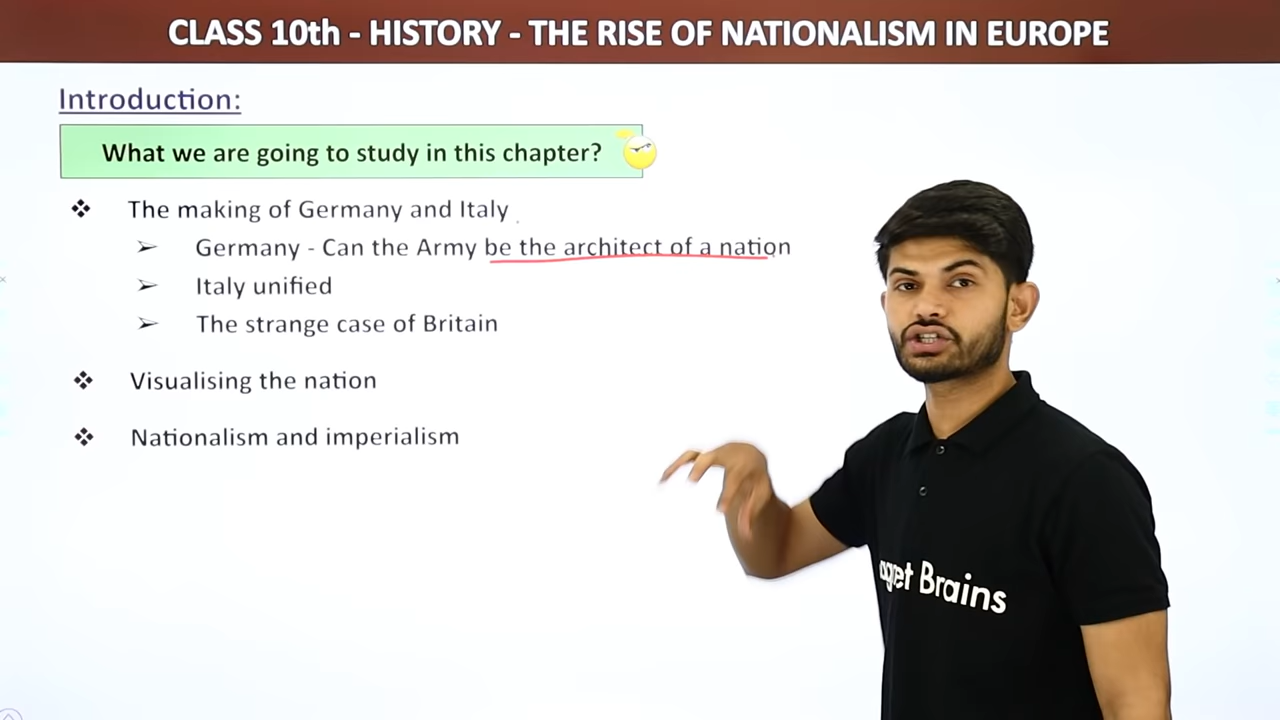 CLASS 10th - HISTORY - THE RISE OF NATIONALISM IN EUROPE
Introduction:
What we are going to study in this chapter?
❖ The making of Germany and Italy
➢ Germany - Can the Army be the architect of a nation
➢ Italy unified
➢ The strange case of Britain
❖ Visualising the nation
❖ Nationalism and imperialism
Brains